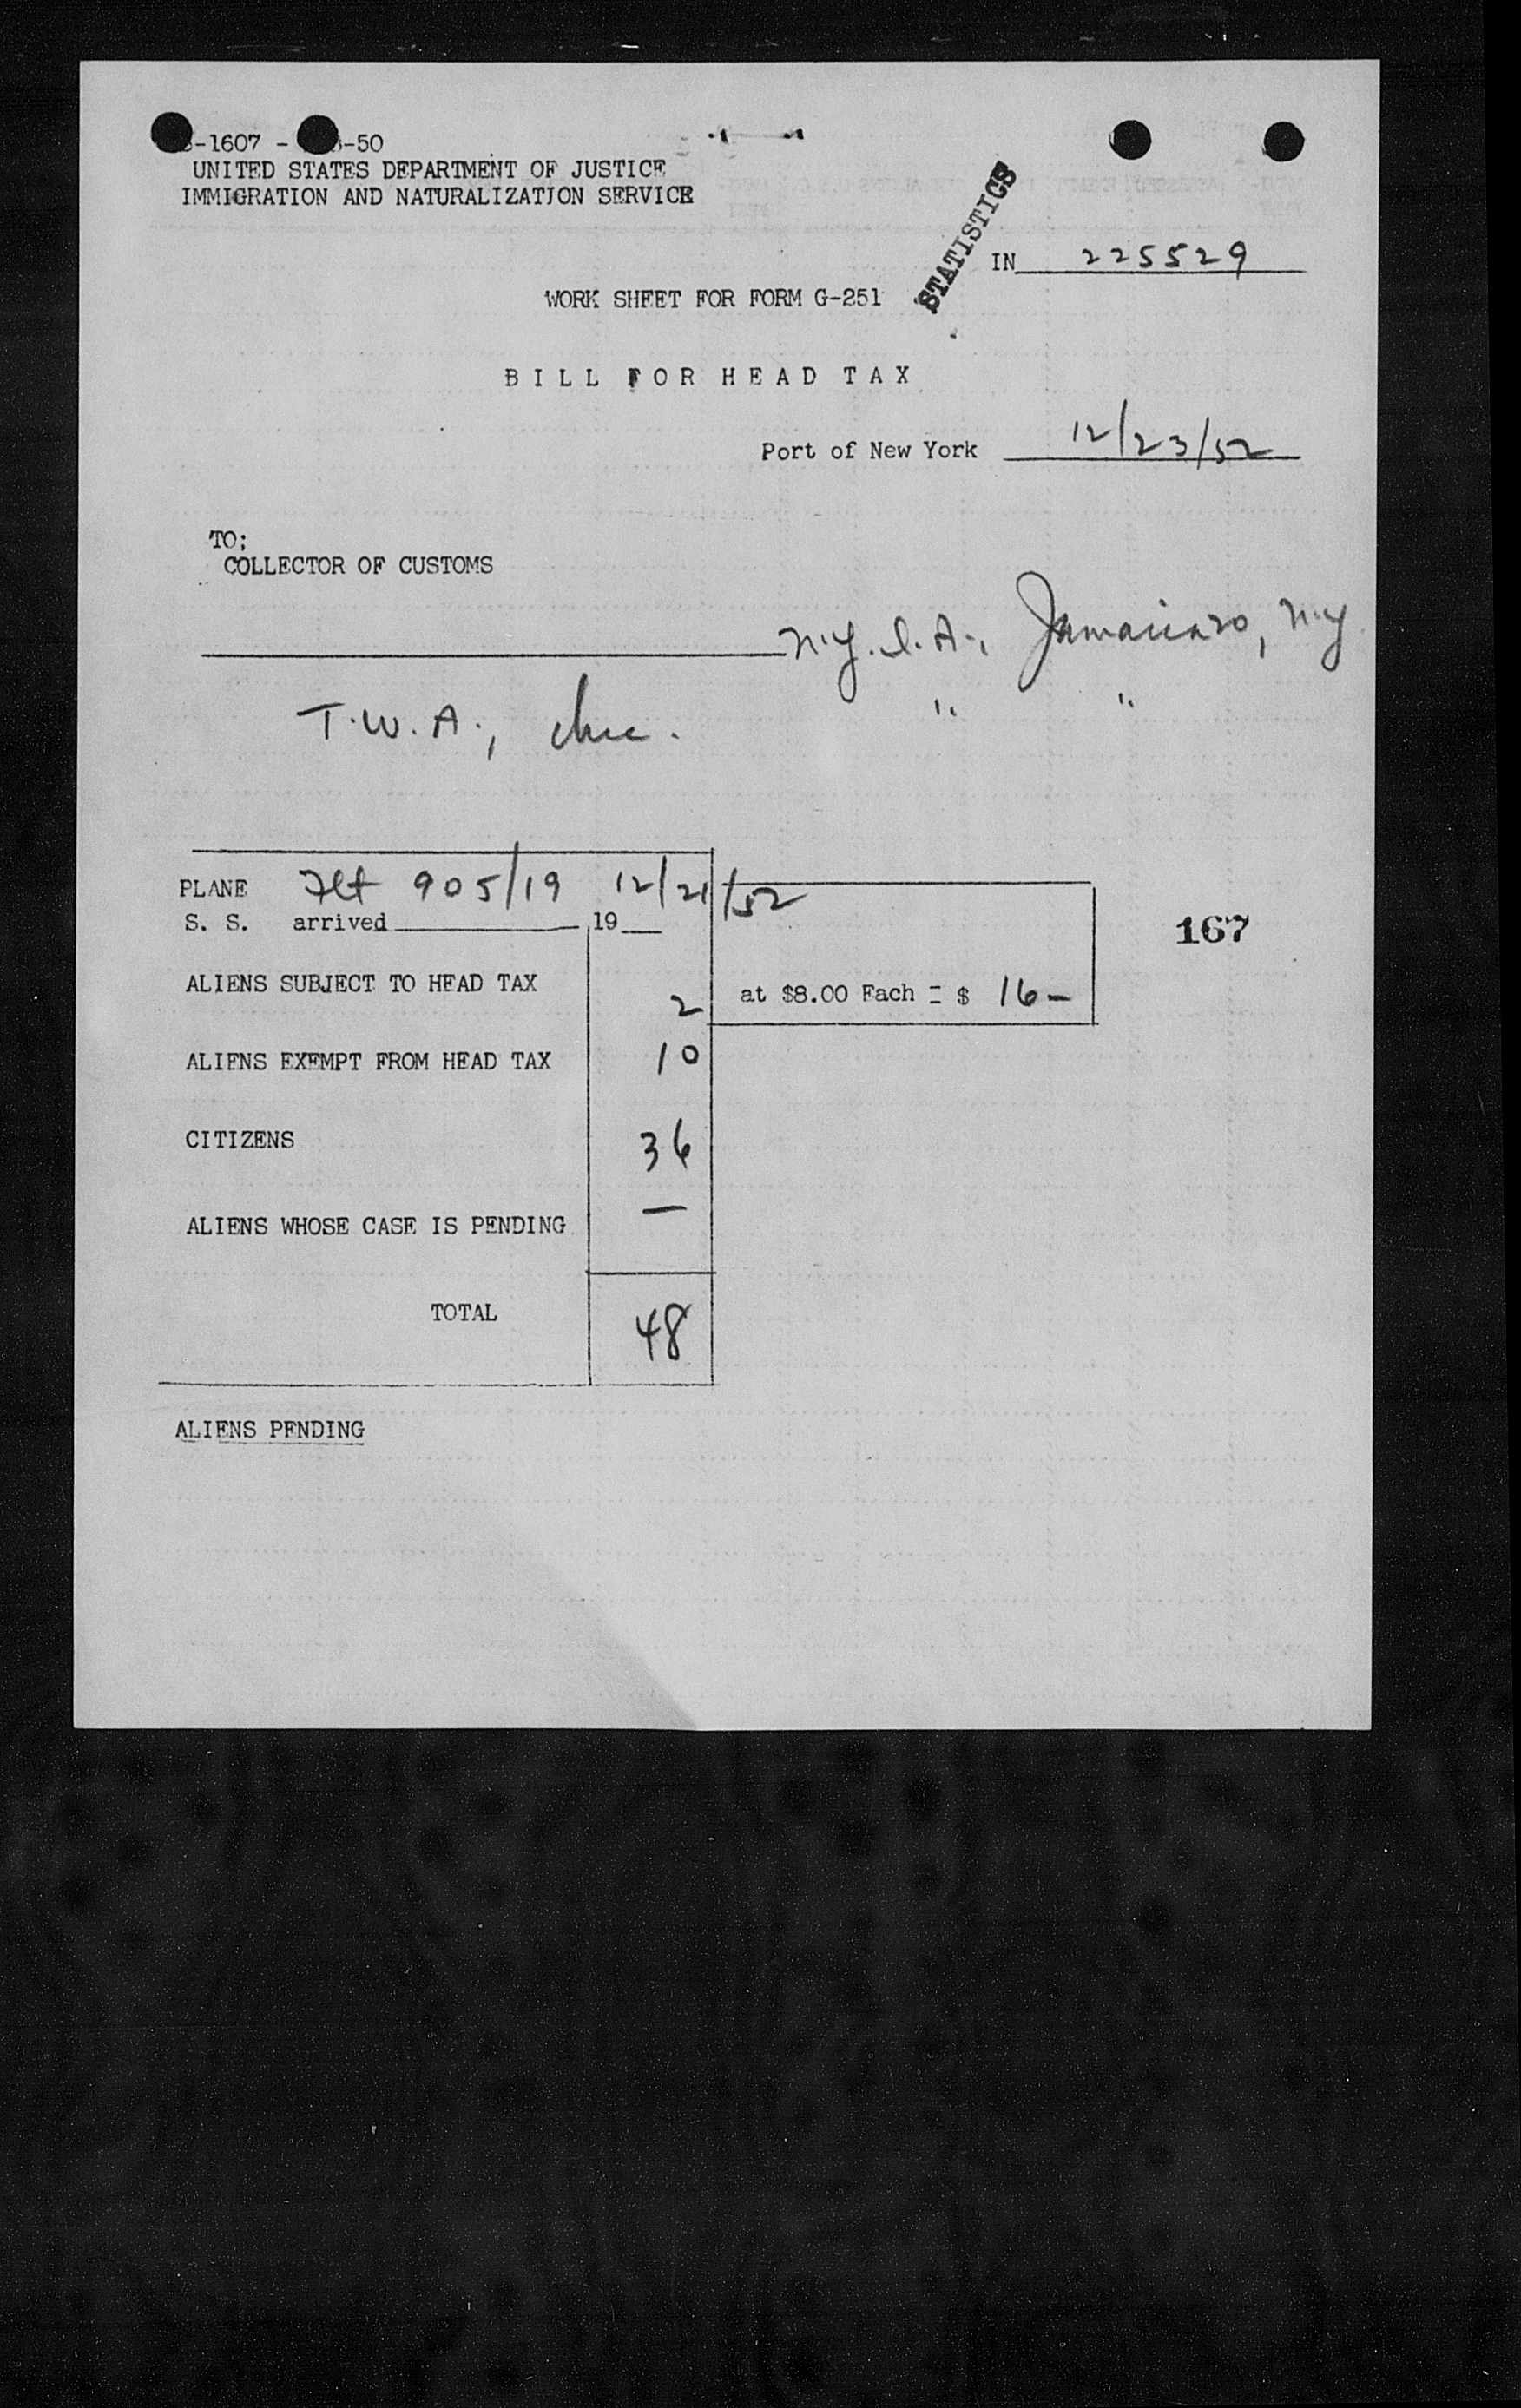 -1607 - -50
UNITED STATES DEPARTMENT OF JUSTICE
IMMIGRATION AND NATURALIZATION SERVICE
STATISTICS
IN 225529
WORK SHEET FOR FORM G-251
BILL FOR HEAD TAX
Port of New York 12/23/52
TO;
COLLECTOR OF CUSTOMS
N.Y.I.A., Jamaica 30, N.Y.
T.W.A., Inc. " "
PLANE Flt 905/19 12/21/52
S. S. arrived 19
167
ALIENS SUBJECT TO HEAD TAX 2 at $8.00 Each = $ 16-
ALIENS EXEMPT FROM HEAD TAX 10
CITIZENS 36
ALIENS WHOSE CASE IS PENDING —
TOTAL 48
ALIENS PENDING